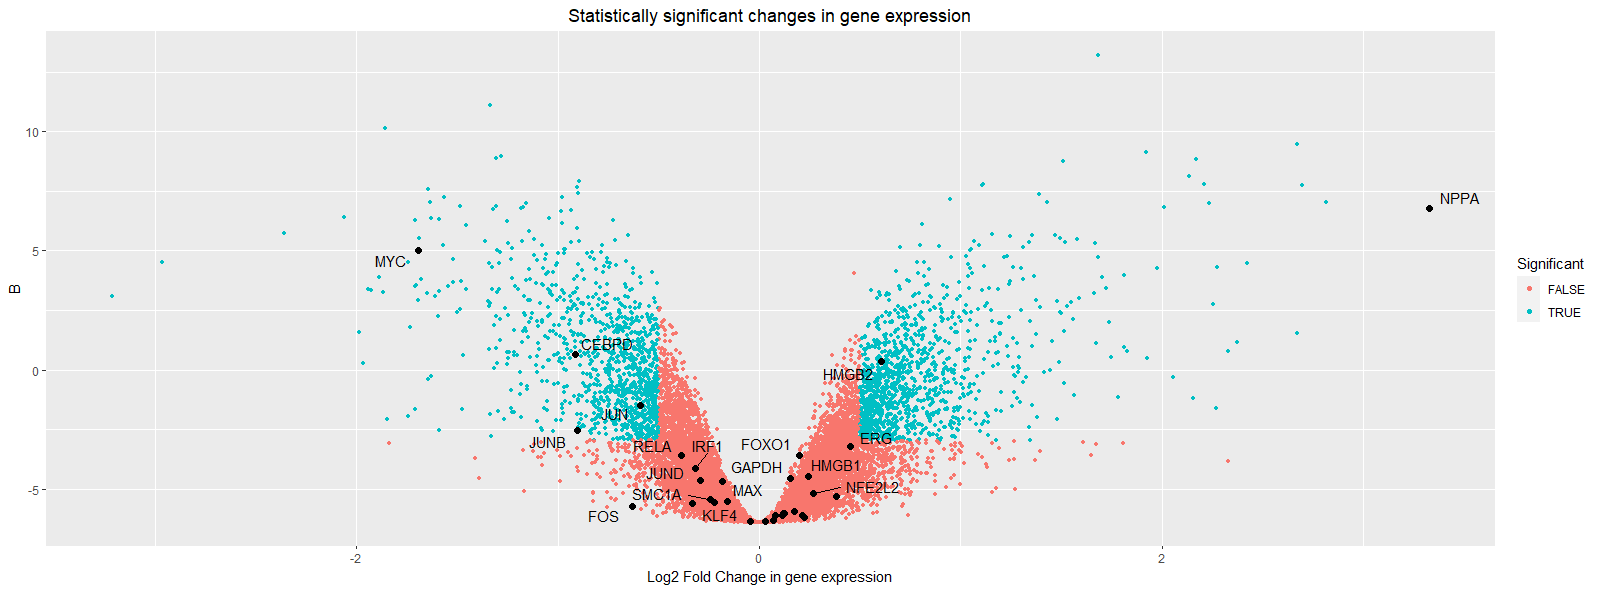 Statistically significant changes in gene expression
B
10
5
0
-5
NPPA
MYC
CEBPD
HMGB2
JUN
JUNB
RELA
IRF1
FOXO1
ERG
JUND
GAPDH
HMGB1
SMC1A
MAX
NFE2L2
FOS
KLF4
-2
0
2
Log2 Fold Change in gene expression
Significant
FALSE
TRUE